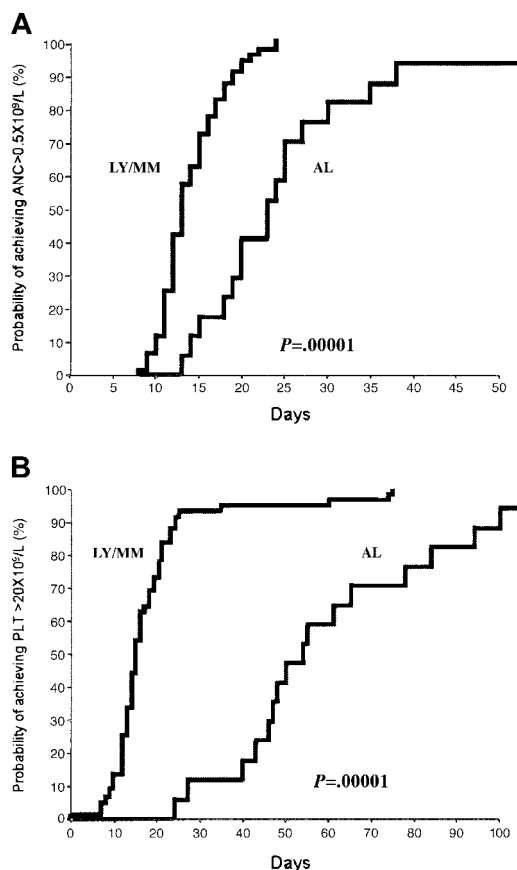 A
Probability of achieving ANC>0.5X10⁹/L (%)
100
90
80
70
60
50
40
30
20
10
0
LY/MM
AL
P=.00001
0 5 10 15 20 25 30 35 40 45 50
Days
B
Probability of achieving PLT >20X10⁹/L (%)
100
90
80
70
60
50
40
30
20
10
0
LY/MM
AL
P=.00001
0 10 20 30 40 50 60 70 80 90 100
Days